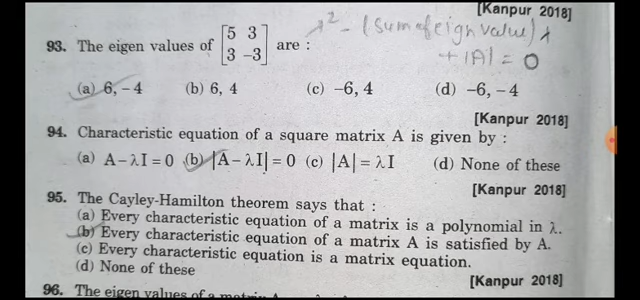 [Kanpur 2018]
λ² - (sum of eign value) λ
+ |A| = 0
93. The eigen values of [5 3
3 -3] are :
(a) 6, -4 (b) 6, 4 (c) -6, 4 (d) -6, -4
[Kanpur 2018]
94. Characteristic equation of a square matrix A is given by :
(a) A-λI = 0 (b) |A-λI| = 0 (c) |A| = λI (d) None of these
[Kanpur 2018]
95. The Cayley-Hamilton theorem says that :
(a) Every characteristic equation of a matrix is a polynomial in λ.
(b) Every characteristic equation of a matrix A is satisfied by A.
(c) Every characteristic equation is a matrix equation.
(d) None of these
[Kanpur 2018]
96. The eigen values of a matrix A